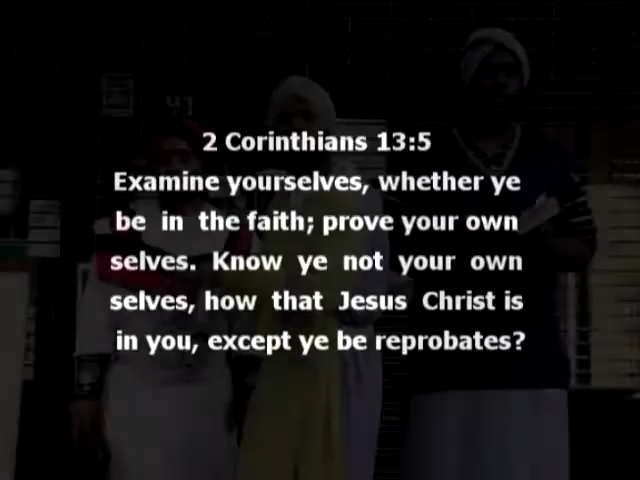 2 Corinthians 13:5
Examine yourselves, whether ye
be in the faith; prove your own
selves. Know ye not your own
selves, how that Jesus Christ is
in you, except ye be reprobates?